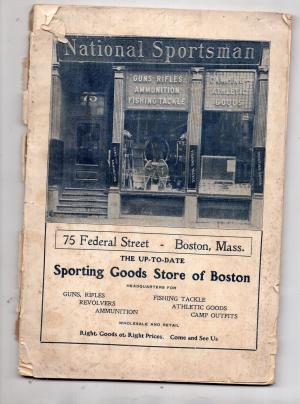 National Sportsman
75
GUNS RIFLES
AMMUNITION
FISHING TACKLE
CAMPING
ATHLETIC
GOODS
75 Federal Street - Boston, Mass.
THE UP-TO-DATE
Sporting Goods Store of Boston
HEADQUARTERS FOR
GUNS, RIFLES
REVOLVERS
AMMUNITION
FISHING TACKLE
ATHLETIC GOODS
CAMP OUTFITS
WHOLESALE AND RETAIL
Right Goods at Right Prices. Come and See Us